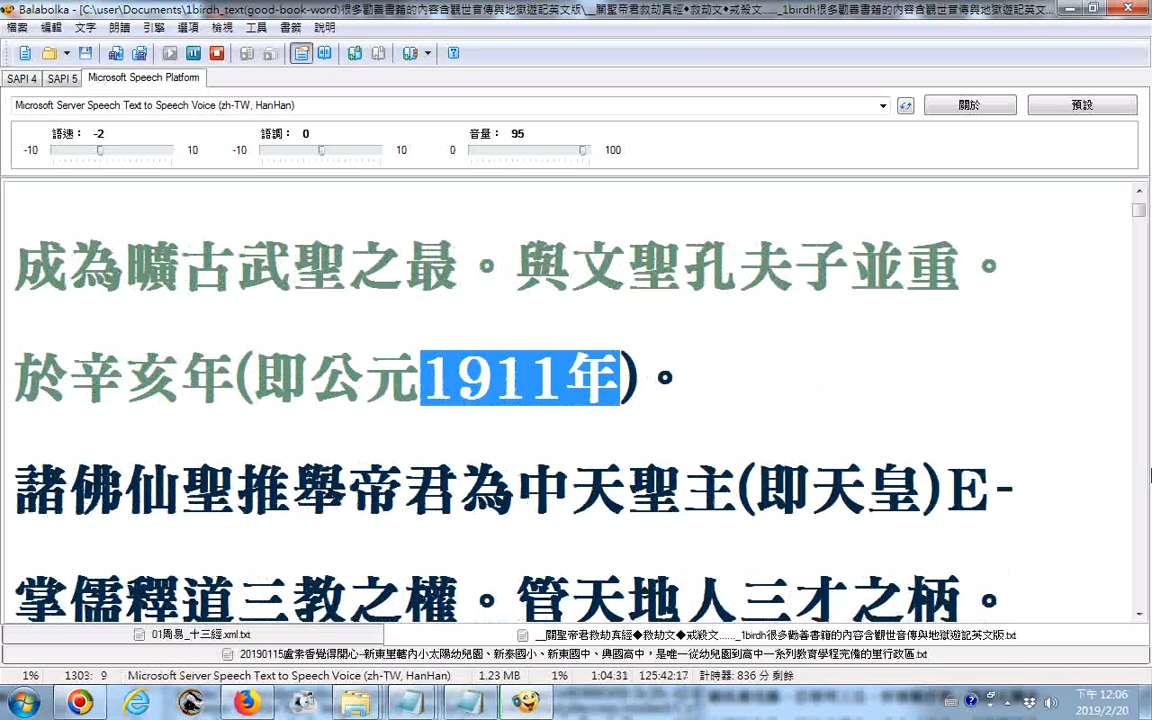 Balabolka - [C:\user\Documents\1birdh_text(good-book-word)很多勸善書籍的內容含觀世音傳與地獄遊記英文版\__關聖帝君救劫真經◆救劫文◆戒殺文......_1birdh很多勸善書籍的內容含觀世音傳與地獄遊記英文...
檔案 編輯 文字 朗讀 引擎 選項 檢視 工具 書籤 說明
SAPI 4 SAPI 5 Microsoft Speech Platform
Microsoft Server Speech Text to Speech Voice (zh-TW, HanHan) 關於 預設
語速： -2 語調： 0 音量： 95
-10 10 -10 10 0 100
成為曠古武聖之最。與文聖孔夫子並重。
於辛亥年(即公元1911年)。
諸佛仙聖推舉帝君為中天聖主(即天皇)E-
掌儒釋道三教之權。管天地人三才之柄。
01周易_十三經.xml.txt __關聖帝君救劫真經◆救劫文◆戒殺文......_1birdh很多勸善書籍的內容含觀世音傳與地獄遊記英文版.txt
20190115盧素香覺得開心-新東里轄內小太陽幼兒園、新泰國小、新東國中、興國高中，是唯一從幼兒園到高中一系列教育學程完備的里行政區.txt
1% 1303: 9 Microsoft Server Speech Text to Speech Voice (zh-TW, HanHan) 1.23 MB 1% 1:04.31 125:42:17 計時器: 836 分 剩餘
下午 12:06
2019/2/20